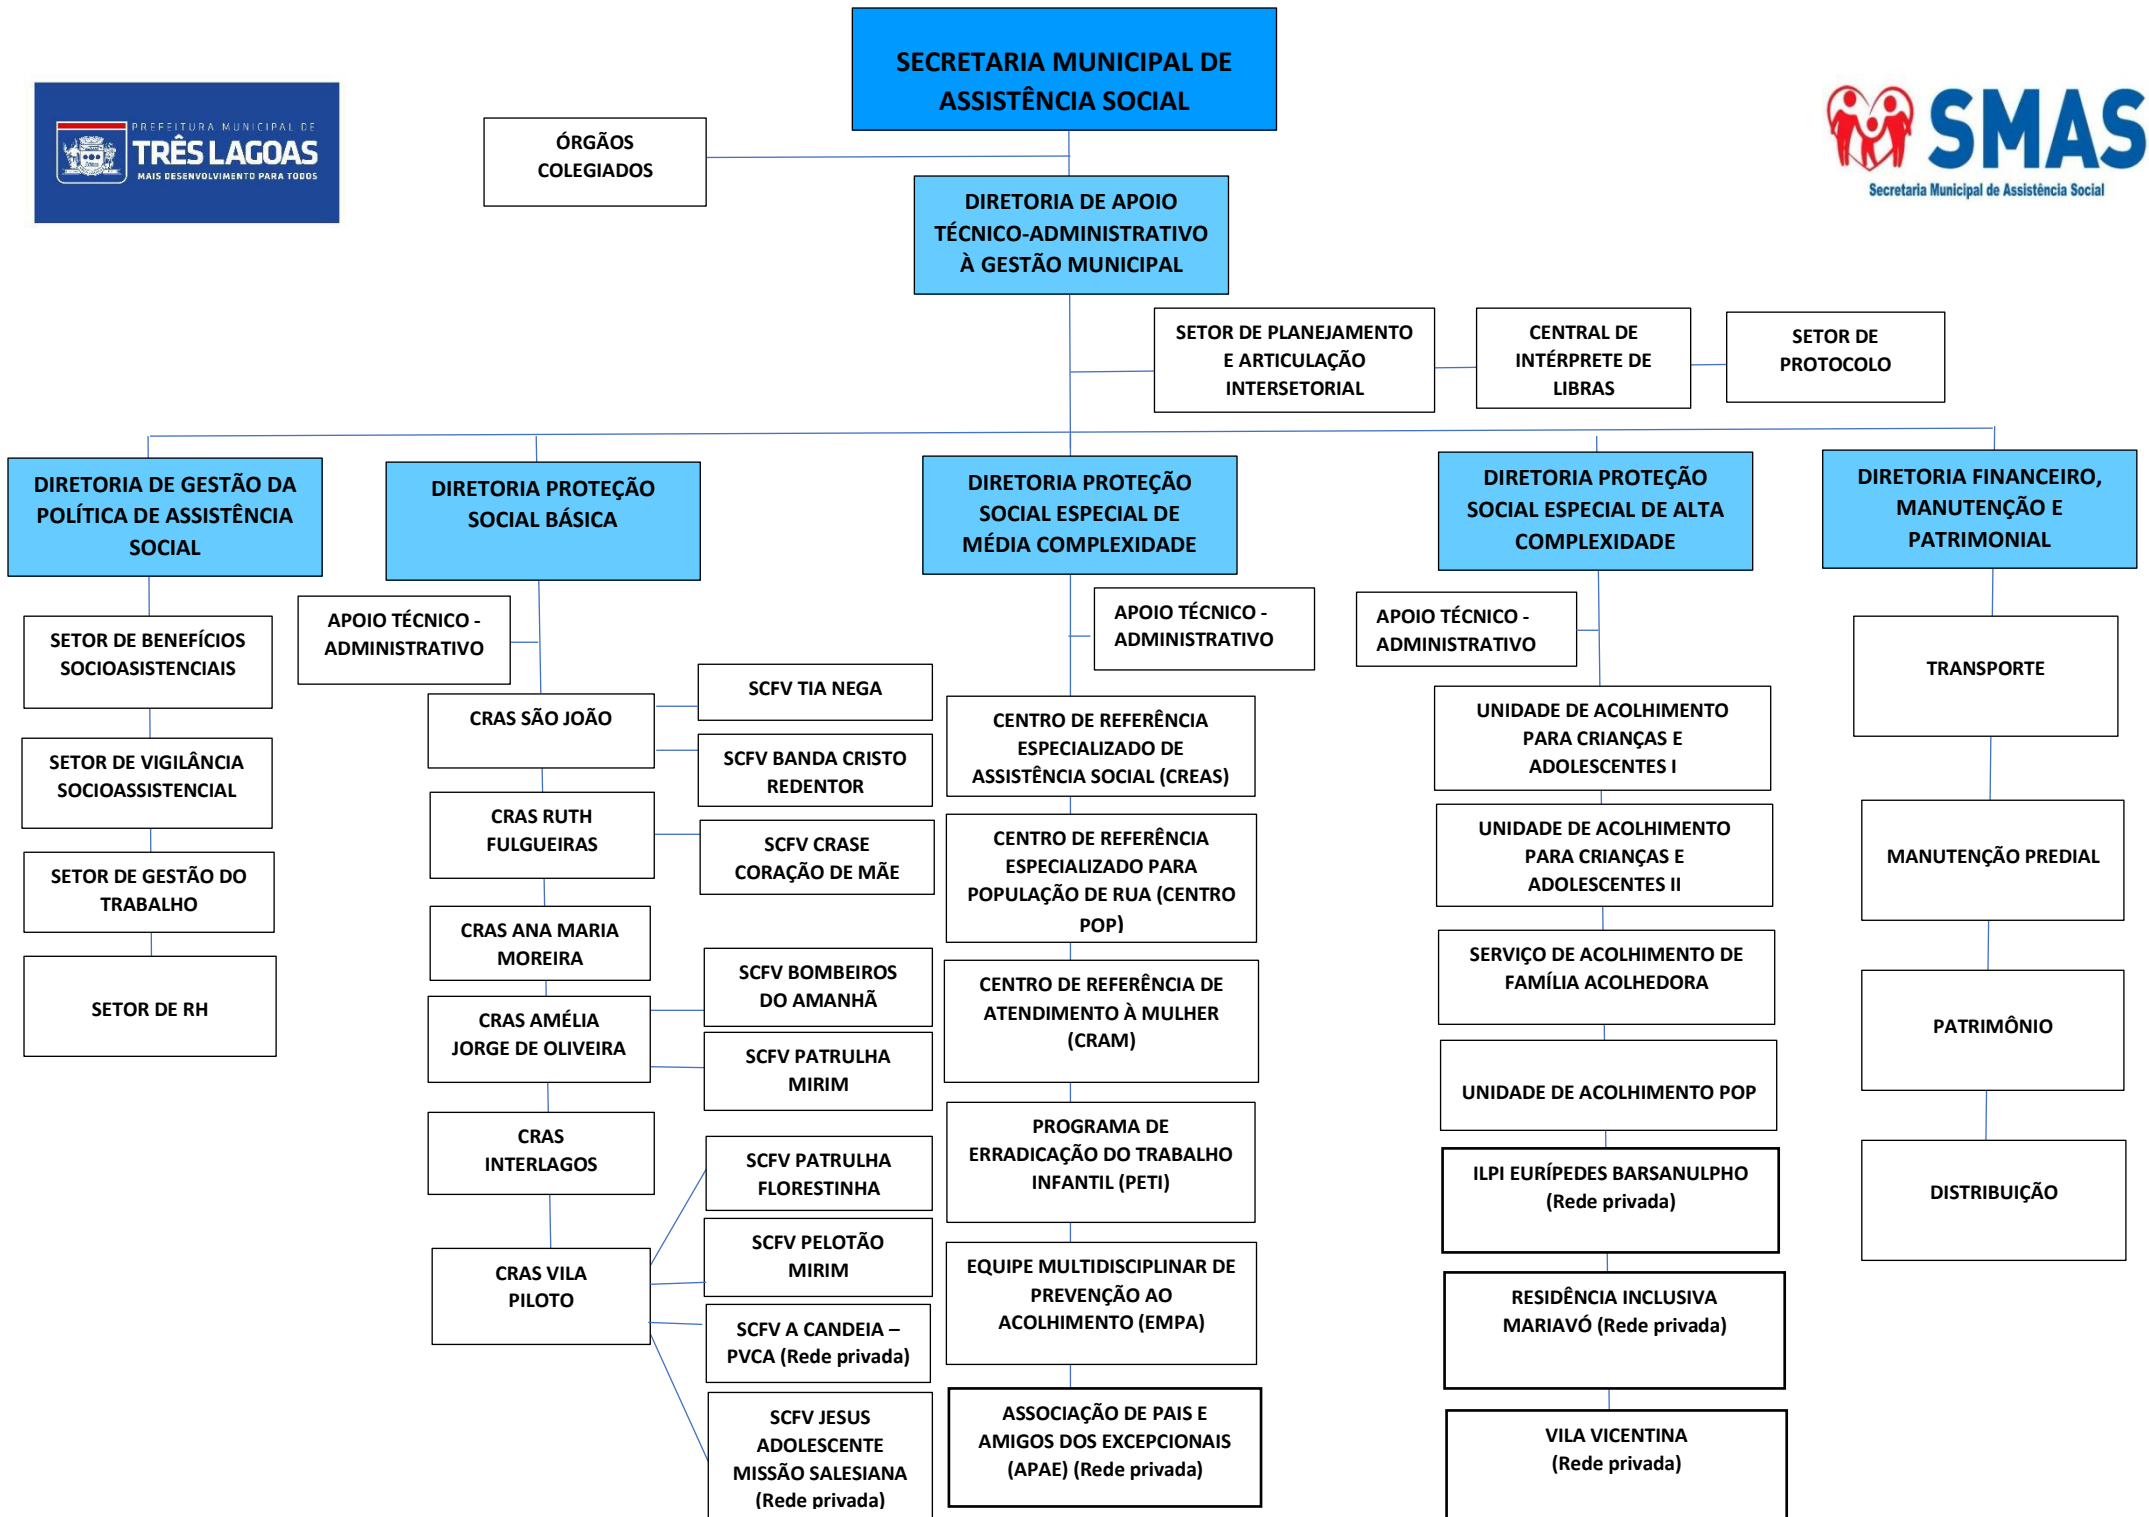 SECRETARIA MUNICIPAL DE
ASSISTÊNCIA SOCIAL
PREFEITURA MUNICIPAL DE
TRÊS LAGOAS
MAIS DESENVOLVIMENTO PARA TODOS
ÓRGÃOS
COLEGIADOS
SMAS
Secretaria Municipal de Assistência Social
DIRETORIA DE APOIO
TÉCNICO-ADMINISTRATIVO
À GESTÃO MUNICIPAL
SETOR DE PLANEJAMENTO
E ARTICULAÇÃO
INTERSETORIAL
CENTRAL DE
INTÉRPRETE DE
LIBRAS
SETOR DE
PROTOCOLO
DIRETORIA DE GESTÃO DA
POLÍTICA DE ASSISTÊNCIA
SOCIAL
SETOR DE BENEFÍCIOS
SOCIOASISTENCIAIS
SETOR DE VIGILÂNCIA
SOCIOASSISTENCIAL
SETOR DE GESTÃO DO
TRABALHO
SETOR DE RH
DIRETORIA PROTEÇÃO
SOCIAL BÁSICA
APOIO TÉCNICO -
ADMINISTRATIVO
CRAS SÃO JOÃO
SCFV TIA NEGA
SCFV BANDA CRISTO
REDENTOR
CRAS RUTH
FULGUEIRAS
SCFV CRASE
CORAÇÃO DE MÃE
CRAS ANA MARIA
MOREIRA
CRAS AMÉLIA
JORGE DE OLIVEIRA
SCFV BOMBEIROS
DO AMANHÃ
SCFV PATRULHA
MIRIM
CRAS
INTERLAGOS
CRAS VILA
PILOTO
SCFV PATRULHA
FLORESTINHA
SCFV PELOTÃO
MIRIM
SCFV A CANDEIA –
PVCA (Rede privada)
SCFV JESUS
ADOLESCENTE
MISSÃO SALESIANA
(Rede privada)
DIRETORIA PROTEÇÃO
SOCIAL ESPECIAL DE
MÉDIA COMPLEXIDADE
APOIO TÉCNICO -
ADMINISTRATIVO
CENTRO DE REFERÊNCIA
ESPECIALIZADO DE
ASSISTÊNCIA SOCIAL (CREAS)
CENTRO DE REFERÊNCIA
ESPECIALIZADO PARA
POPULAÇÃO DE RUA (CENTRO
POP)
CENTRO DE REFERÊNCIA DE
ATENDIMENTO À MULHER
(CRAM)
PROGRAMA DE
ERRADICAÇÃO DO TRABALHO
INFANTIL (PETI)
EQUIPE MULTIDISCIPLINAR DE
PREVENÇÃO AO
ACOLHIMENTO (EMPA)
ASSOCIAÇÃO DE PAIS E
AMIGOS DOS EXCEPCIONAIS
(APAE) (Rede privada)
DIRETORIA PROTEÇÃO
SOCIAL ESPECIAL DE ALTA
COMPLEXIDADE
APOIO TÉCNICO -
ADMINISTRATIVO
UNIDADE DE ACOLHIMENTO
PARA CRIANÇAS E
ADOLESCENTES I
UNIDADE DE ACOLHIMENTO
PARA CRIANÇAS E
ADOLESCENTES II
SERVIÇO DE ACOLHIMENTO DE
FAMÍLIA ACOLHEDORA
UNIDADE DE ACOLHIMENTO POP
ILPI EURÍPEDES BARSANULPHO
(Rede privada)
RESIDÊNCIA INCLUSIVA
MARIAVÓ (Rede privada)
VILA VICENTINA
(Rede privada)
DIRETORIA FINANCEIRO,
MANUTENÇÃO E
PATRIMONIAL
TRANSPORTE
MANUTENÇÃO PREDIAL
PATRIMÔNIO
DISTRIBUIÇÃO